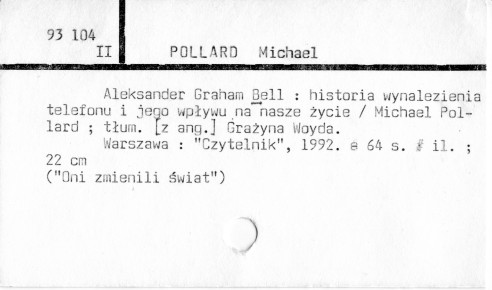 93 104
II POLLARD Michael
Aleksander Graham Bell : historia wynalezienia
telefonu i jego wpływu na nasze życie / Michael Pol-
lard ; tłum. [z ang.] Grażyna Woyda.
Warszawa : "Czytelnik", 1992. 64 s. il. ;
22 cm
("Oni zmienili świat")